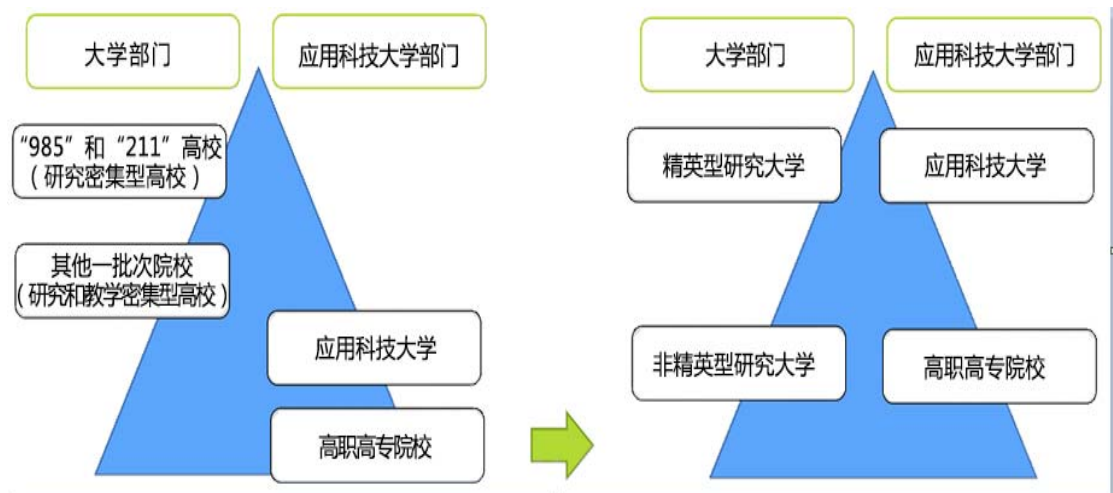 大学部门
应用科技大学部门
“985”和“211”高校
（研究密集型高校）
其他一批次院校
（研究和教学密集型高校）
应用科技大学
高职高专院校
大学部门
应用科技大学部门
精英型研究大学
应用科技大学
非精英型研究大学
高职高专院校